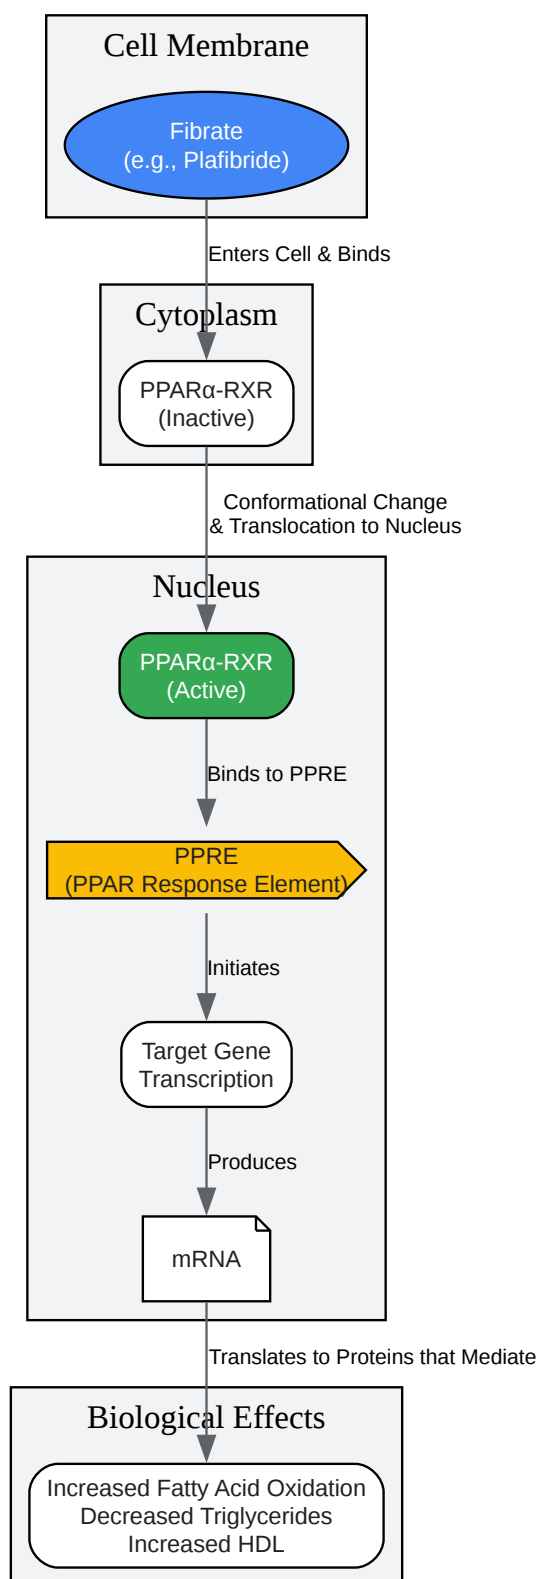 Cell Membrane
Fibrate
(e.g., Plafibride)
Enters Cell & Binds
Cytoplasm
PPARα-RXR
(Inactive)
Conformational Change
& Translocation to Nucleus
Nucleus
PPARα-RXR
(Active)
Binds to PPRE
PPRE
(PPAR Response Element)
Initiates
Target Gene
Transcription
Produces
mRNA
Translates to Proteins that Mediate
Biological Effects
Increased Fatty Acid Oxidation
Decreased Triglycerides
Increased HDL